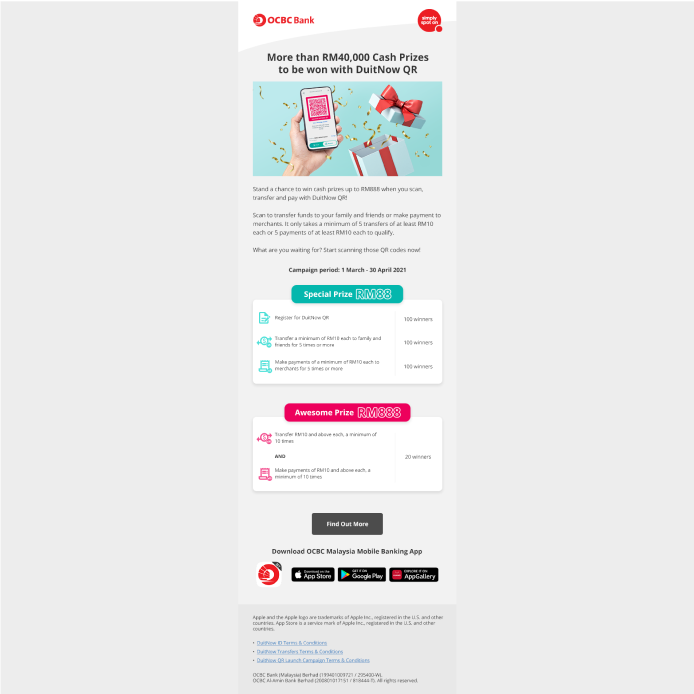 OCBC Bank
simply
spot on
More than RM40,000 Cash Prizes
to be won with DuitNow QR
Stand a chance to win cash prizes up to RM888 when you scan,
transfer and pay with DuitNow QR!
Scan to transfer funds to your family and friends or make payment to
merchants. It only takes a minimum of 5 transfers of at least RM10
each or 5 payments of at least RM10 each to qualify.
What are you waiting for? Start scanning those QR codes now!
Campaign period: 1 March - 30 April 2021
Special Prize RM88
Register for DuitNow QR
100 winners
Transfer a minimum of RM10 each to family and
friends for 5 times or more
100 winners
Make payments of a minimum of RM10 each to
merchants for 5 times or more
100 winners
Awesome Prize RM888
Transfer RM10 and above each, a minimum of
10 times
AND
20 winners
Make payments of RM10 and above each, a
minimum of 10 times
Find Out More
Download OCBC Malaysia Mobile Banking App
Download on the
App Store
GET IT ON
Google Play
EXPLORE IT ON
AppGallery
Apple and the Apple logo are trademarks of Apple Inc., registered in the U.S. and other
countries. App Store is a service mark of Apple Inc., registered in the U.S. and other
countries.
• DuitNow ID Terms & Conditions
• DuitNow Transfers Terms & Conditions
• DuitNow QR Launch Campaign Terms & Conditions
OCBC Bank (Malaysia) Berhad (199401009721 / 295400-W).
OCBC Al-Amin Bank Berhad (200801017151 / 818444-T). All rights reserved.